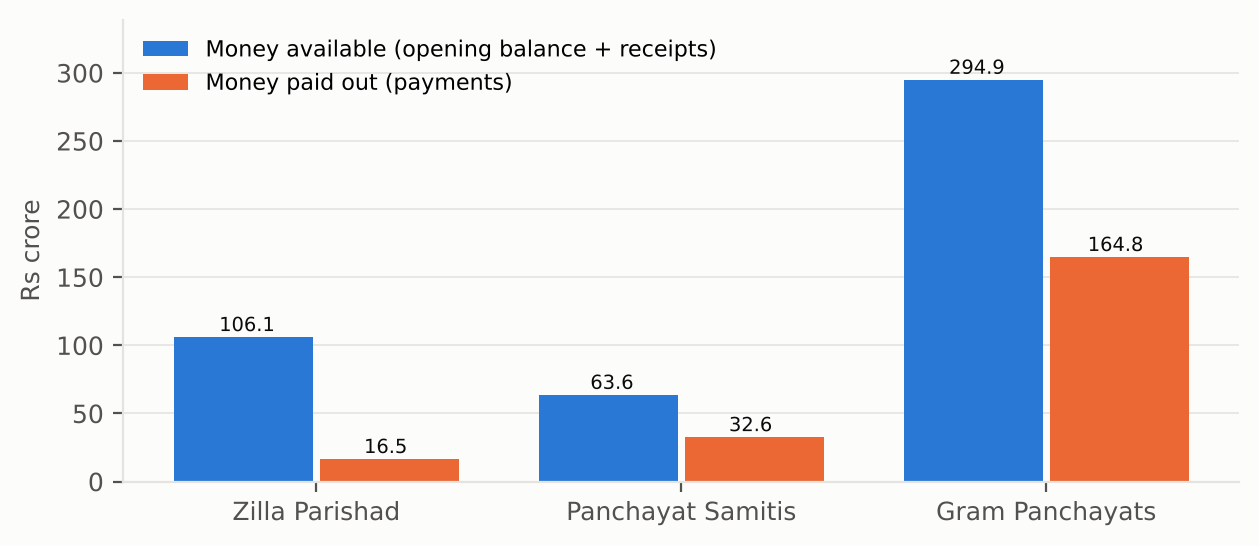 Money available (opening balance + receipts)
Money paid out (payments)
Rs crore
300
250
200
150
100
50
0
106.1
16.5
63.6
32.6
294.9
164.8
Zilla Parishad
Panchayat Samitis
Gram Panchayats